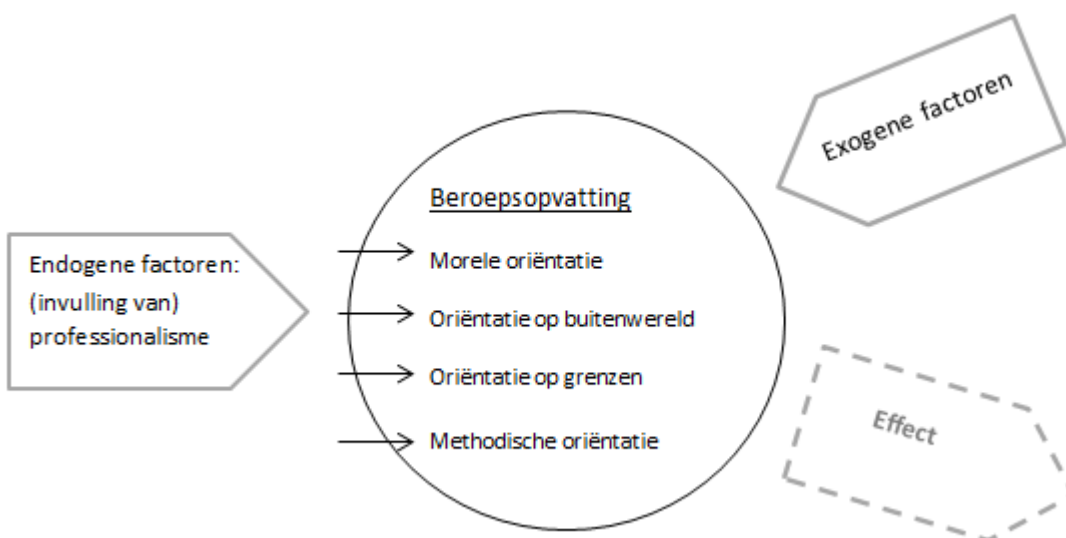 Endogene factoren:
(invulling van)
professionalisme
Beroepsopvatting
Morele oriëntatie
Oriëntatie op buitenwereld
Oriëntatie op grenzen
Methodische oriëntatie
Exogene factoren
Effect